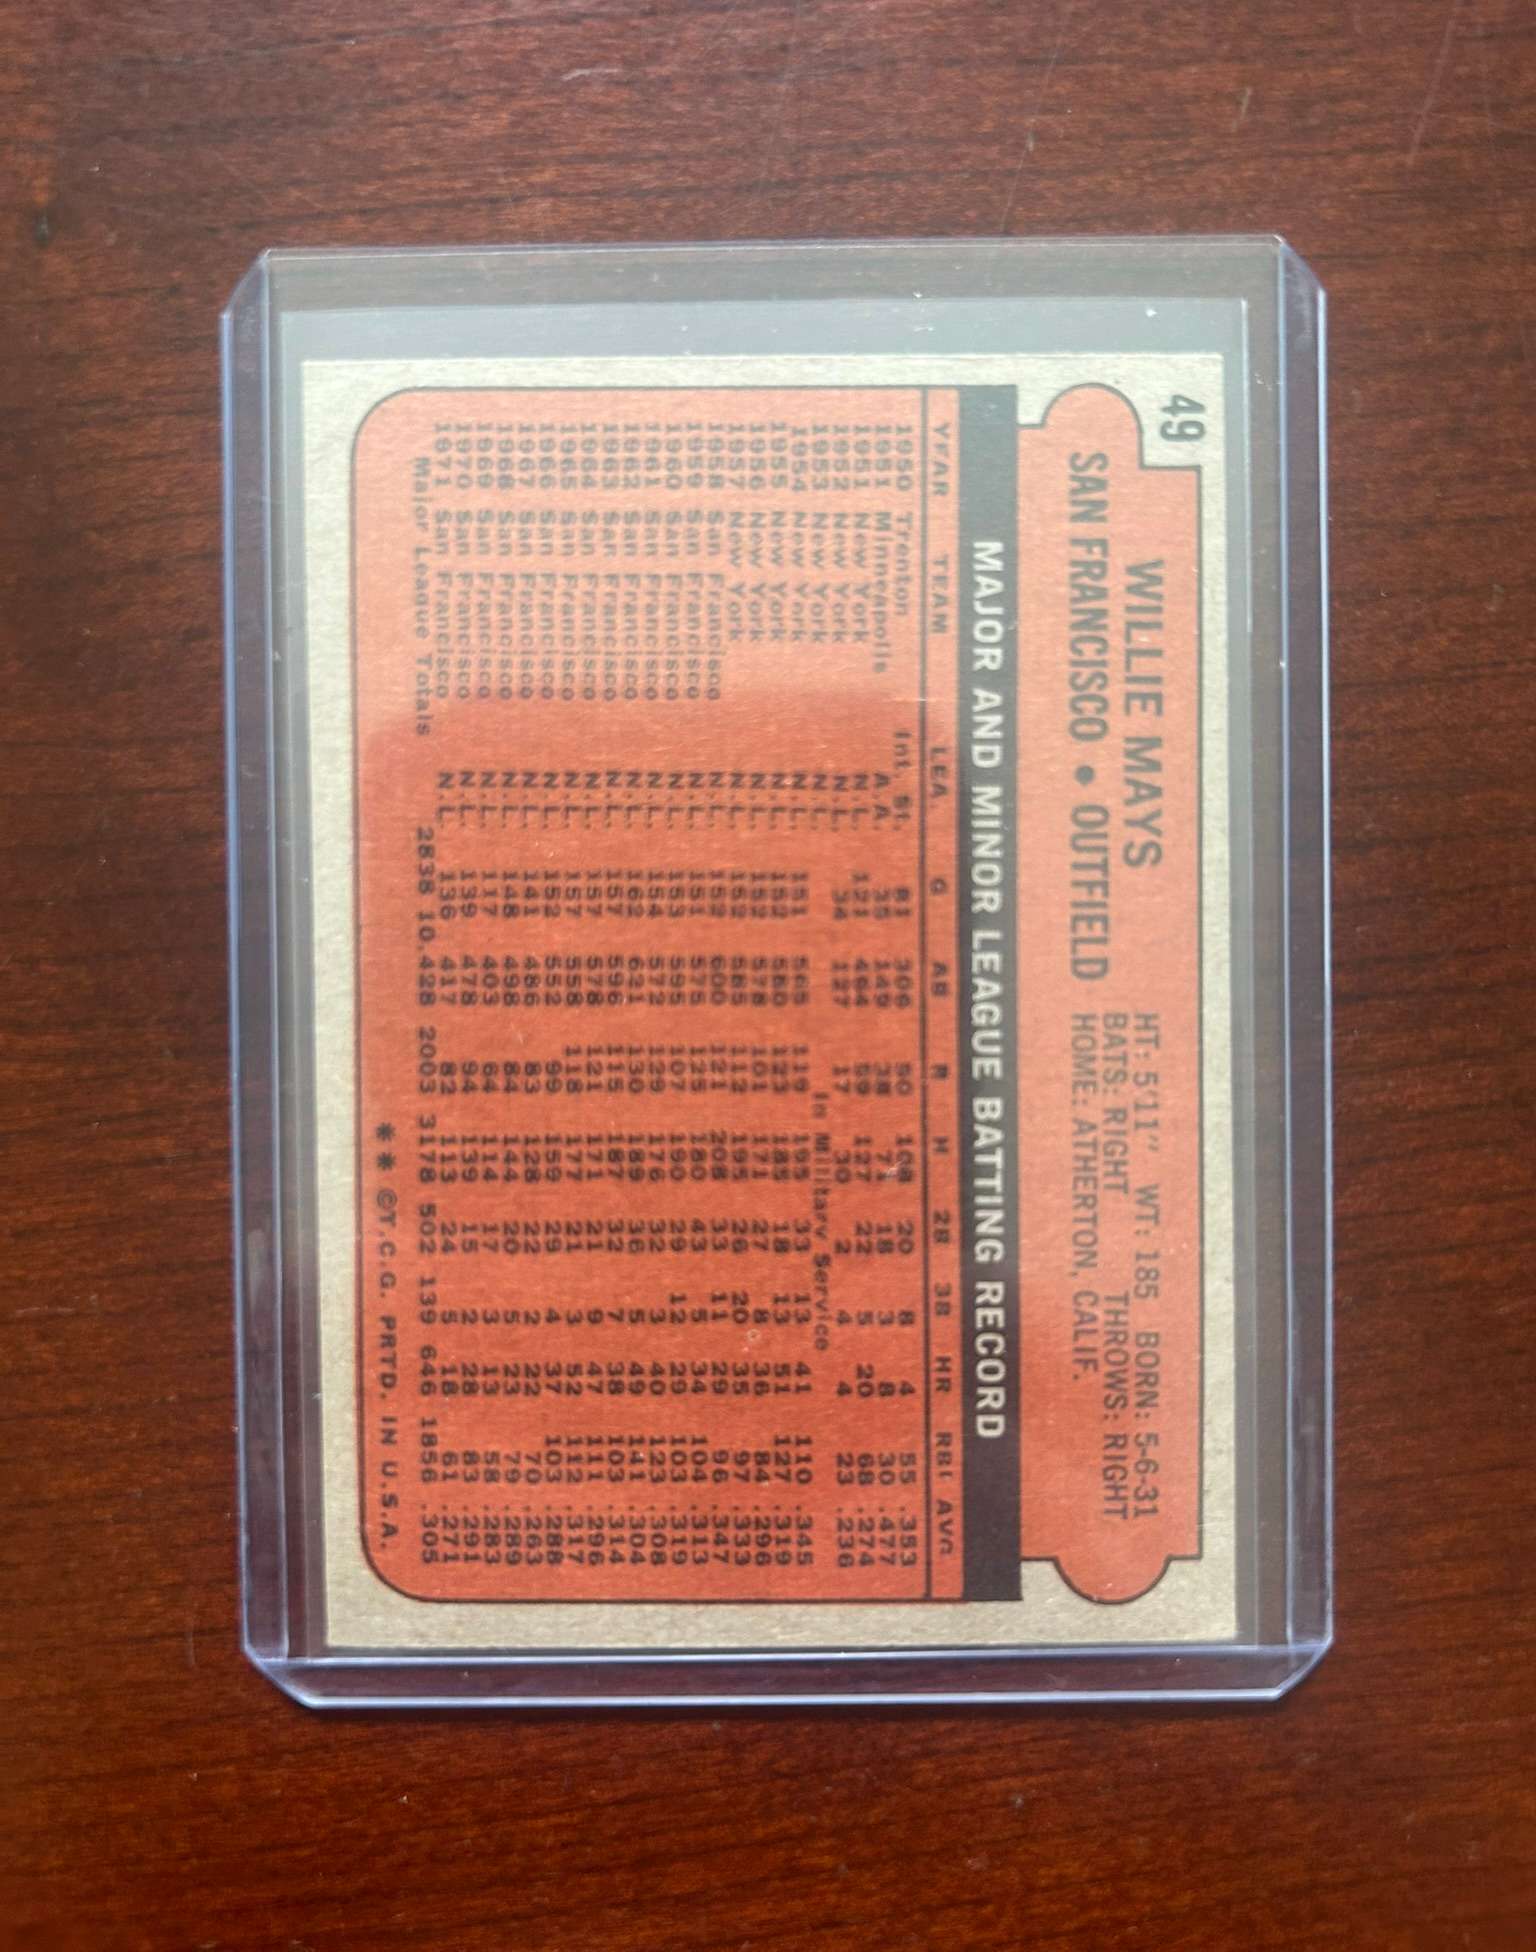 49
WILLIE MAYS
SAN FRANCISCO • OUTFIELD
HT: 5'11" WT: 185 BORN: 5-6-31
BATS: RIGHT THROWS: RIGHT
HOME: ATHERTON, CALIF.
MAJOR AND MINOR LEAGUE BATTING RECORD
YEAR TEAM LEA. G AB R H 2B 3B HR RBI AVG.
1950 Trenton Int. St. 81 306 50 108 20 8 4 55 .353
1951 Minneapolis A.A. 35 149 38 71 18 3 8 30 .477
1951 New York N.L. 121 464 59 127 22 5 20 68 .274
1952 New York N.L. 34 127 17 30 2 4 4 23 .236
1953 New York N.L. In Military Service
1954 New York N.L. 151 565 119 195 33 13 41 110 .345
1955 New York N.L. 152 580 123 185 18 13 51 127 .319
1956 New York N.L. 152 578 101 171 27 8 36 84 .296
1957 New York N.L. 152 585 112 195 26 20 35 97 .333
1958 San Francisco N.L. 152 600 121 208 33 11 29 96 .347
1959 San Francisco N.L. 151 575 125 180 43 5 34 104 .313
1960 San Francisco N.L. 153 595 107 190 29 12 29 103 .319
1961 San Francisco N.L. 154 572 129 176 32 3 40 123 .308
1962 San Francisco N.L. 162 621 130 189 36 5 49 141 .304
1963 San Francisco N.L. 157 596 115 187 32 7 38 103 .314
1964 San Francisco N.L. 157 578 121 171 21 9 47 111 .296
1965 San Francisco N.L. 157 558 118 177 21 3 52 112 .317
1966 San Francisco N.L. 152 552 99 159 29 4 37 103 .288
1967 San Francisco N.L. 141 486 83 128 22 2 22 70 .263
1968 San Francisco N.L. 148 498 84 144 20 5 23 79 .289
1969 San Francisco N.L. 117 403 64 114 17 3 13 58 .283
1970 San Francisco N.L. 139 478 94 139 15 2 28 83 .291
1971 San Francisco N.L. 136 417 82 113 24 5 18 61 .271
Major League Totals 2838 10.428 2003 3178 502 139 646 1856 .305
** ©T.C.G. PRTD. IN U.S.A.